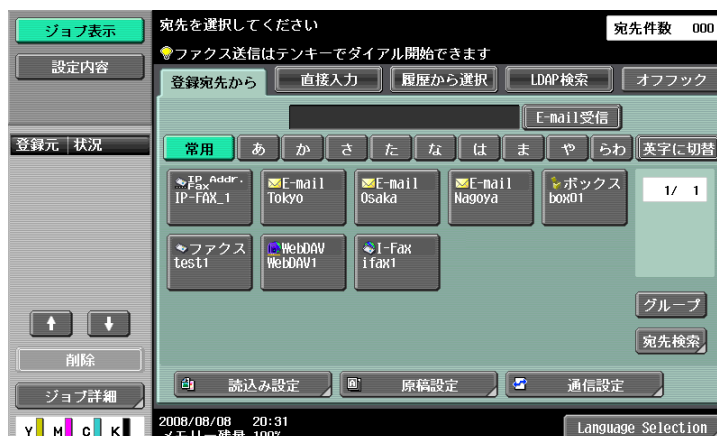 ジョブ表示
設定内容
登録元 状況
削除
ジョブ詳細
Y M C K
宛先を選択してください
宛先件数 000
ファクス送信はテンキーでダイアル開始できます
登録宛先から 直接入力 履歴から選択 LDAP検索 オフフック
E-mail受信
常用 あ か さ た な は ま や らわ 英字に切替
IP Addr. Fax
IP-FAX_1
E-mail
Tokyo
E-mail
Osaka
E-mail
Nagoya
ボックス
box01
1/ 1
ファクス
test1
WebDAV
WebDAV1
I-Fax
ifax1
グループ
宛先検索
読込み設定 原稿設定 通信設定
2008/08/08 20:31
メモリー残量 100%
Language Selection